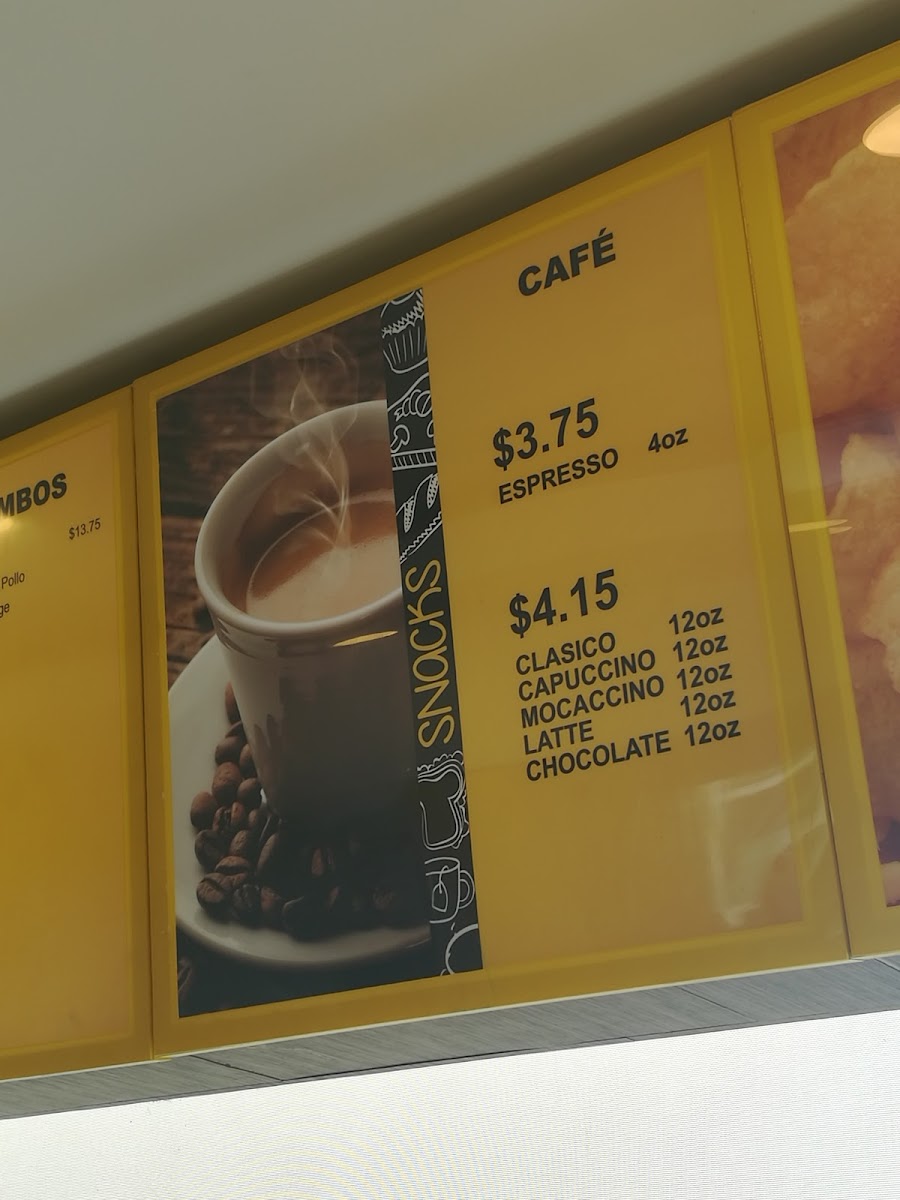 MBOS
$13.75
Pollo
ge
SNACKS
CAFÉ
$3.75
ESPRESSO 4oz
$4.15
CLASICO 12oz
CAPUCCINO 12oz
MOCACCINO 12oz
LATTE 12oz
CHOCOLATE 12oz